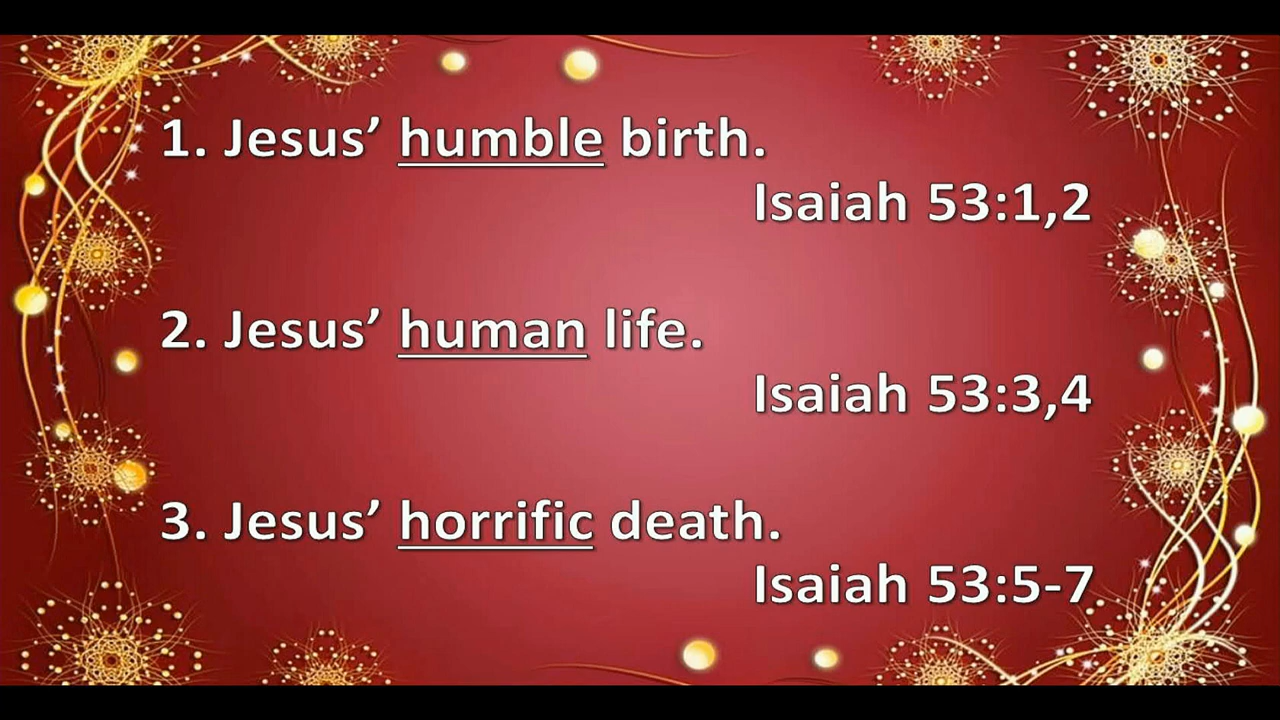 1. Jesus’ humble birth.
Isaiah 53:1,2
2. Jesus’ human life.
Isaiah 53:3,4
3. Jesus’ horrific death.
Isaiah 53:5-7